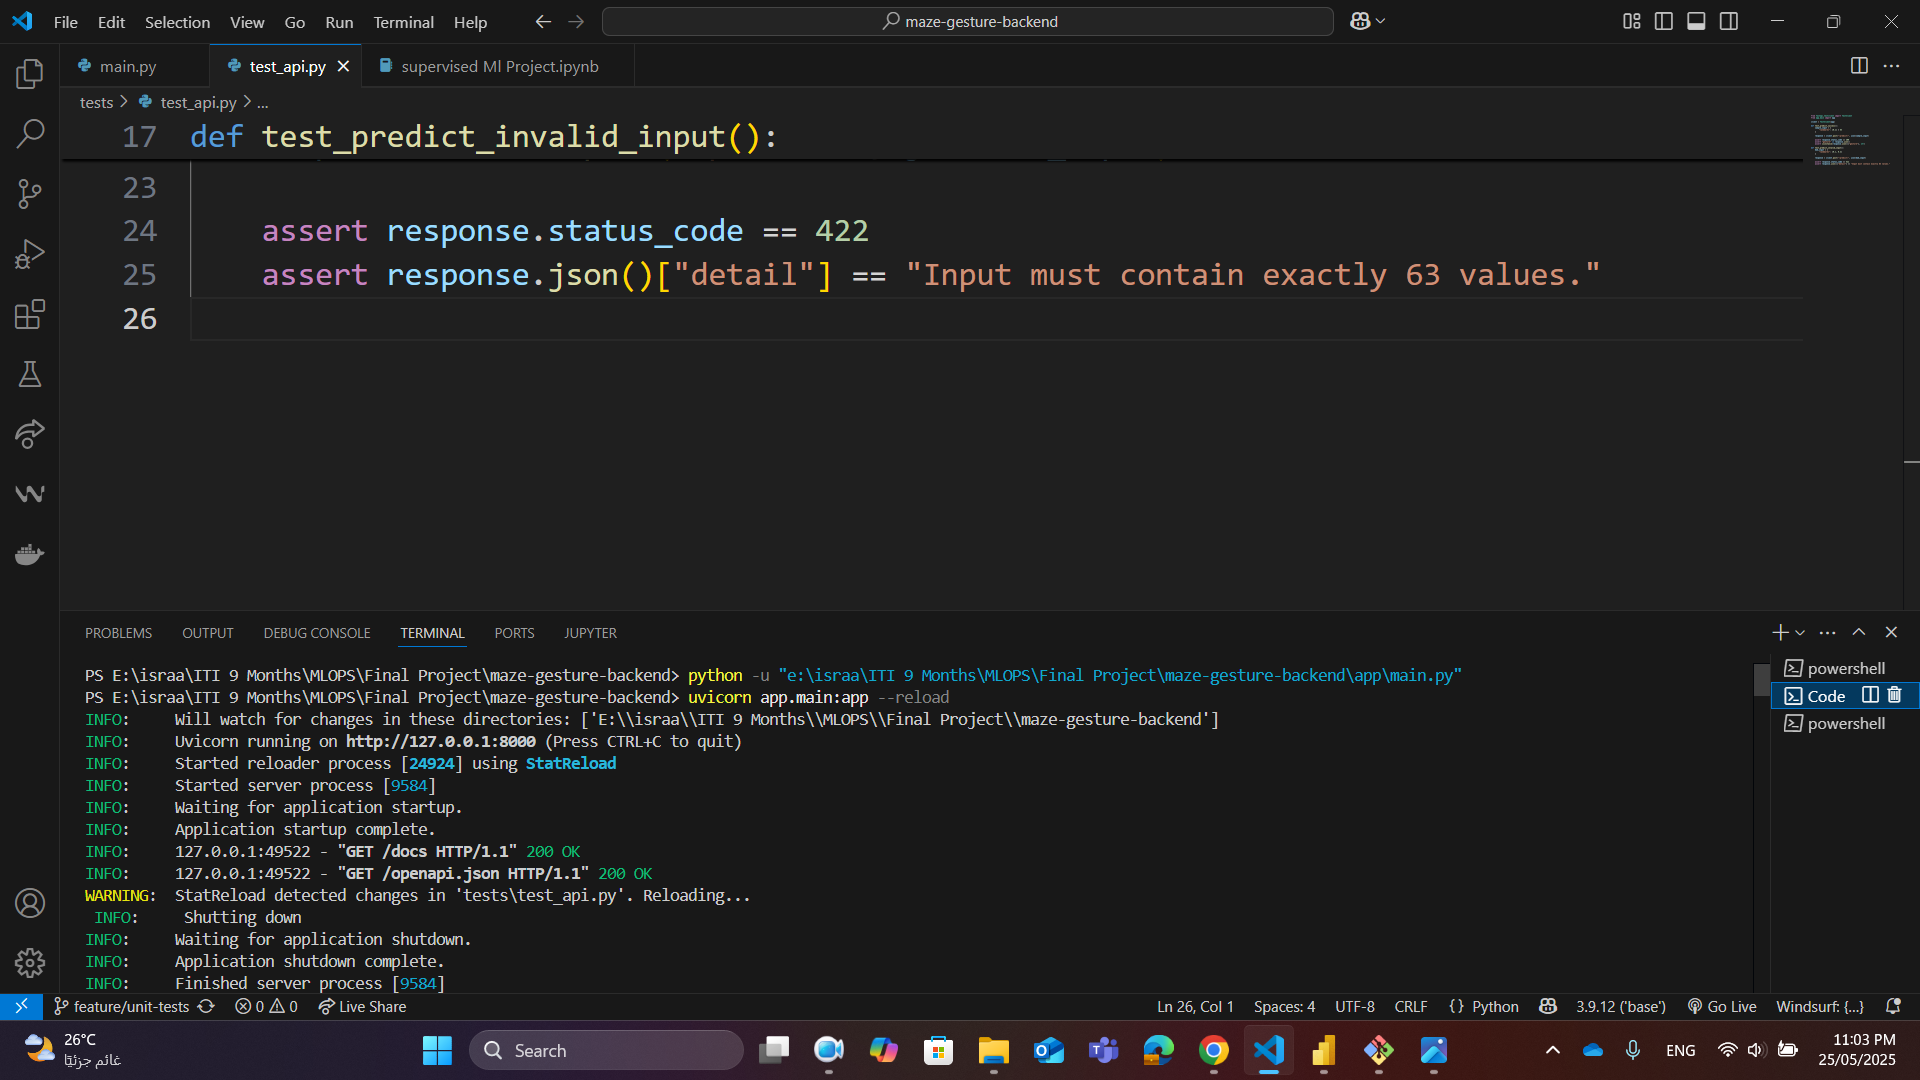 File Edit Selection View Go Run Terminal Help
maze-gesture-backend
main.py test_api.py supervised Ml Project.ipynb
tests > test_api.py > ...
17 def test_predict_invalid_input():
23
24 assert response.status_code == 422
25 assert response.json()["detail"] == "Input must contain exactly 63 values."
26
PROBLEMS OUTPUT DEBUG CONSOLE TERMINAL PORTS JUPYTER
PS E:\israa\ITI 9 Months\MLOPS\Final Project\maze-gesture-backend> python -u "e:\israa\ITI 9 Months\MLOPS\Final Project\maze-gesture-backend\app\main.py"
PS E:\israa\ITI 9 Months\MLOPS\Final Project\maze-gesture-backend> uvicorn app.main:app --reload
INFO: Will watch for changes in these directories: ['E:\\israa\\ITI 9 Months\\MLOPS\\Final Project\\maze-gesture-backend']
INFO: Uvicorn running on http://127.0.0.1:8000 (Press CTRL+C to quit)
INFO: Started reloader process [24924] using StatReload
INFO: Started server process [9584]
INFO: Waiting for application startup.
INFO: Application startup complete.
INFO: 127.0.0.1:49522 - "GET /docs HTTP/1.1" 200 OK
INFO: 127.0.0.1:49522 - "GET /openapi.json HTTP/1.1" 200 OK
WARNING: StatReload detected changes in 'tests\test_api.py'. Reloading...
INFO: Shutting down
INFO: Waiting for application shutdown.
INFO: Application shutdown complete.
INFO: Finished server process [9584]
powershell
Code
powershell
feature/unit-tests 0 0 Live Share Ln 26, Col 1 Spaces: 4 UTF-8 CRLF {} Python 3.9.12 ('base') Go Live Windsurf: {...}
26°C
غائم جزئيًا
Search
ENG
11:03 PM
25/05/2025